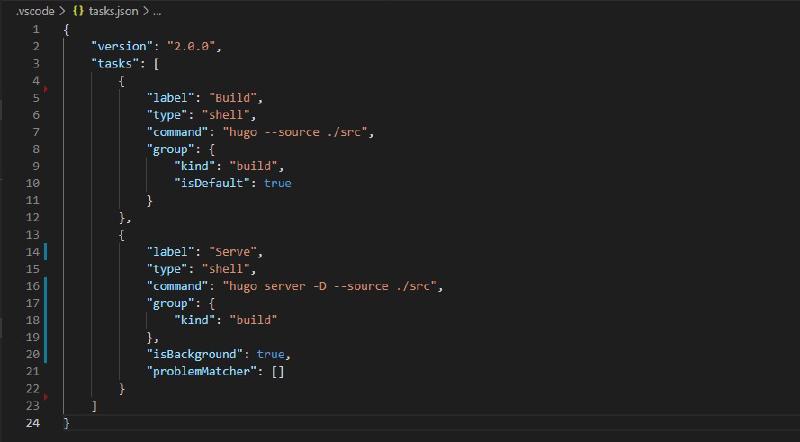 .vscode > {} tasks.json > ...
1 {
2     "version": "2.0.0",
3     "tasks": [
4         {
5             "label": "Build",
6             "type": "shell",
7             "command": "hugo --source ./src",
8             "group": {
9                 "kind": "build",
10                 "isDefault": true
11             }
12         },
13         {
14             "label": "Serve",
15             "type": "shell",
16             "command": "hugo server -D --source ./src",
17             "group": {
18                 "kind": "build"
19             },
20             "isBackground": true,
21             "problemMatcher": []
22         }
23     ]
24 }